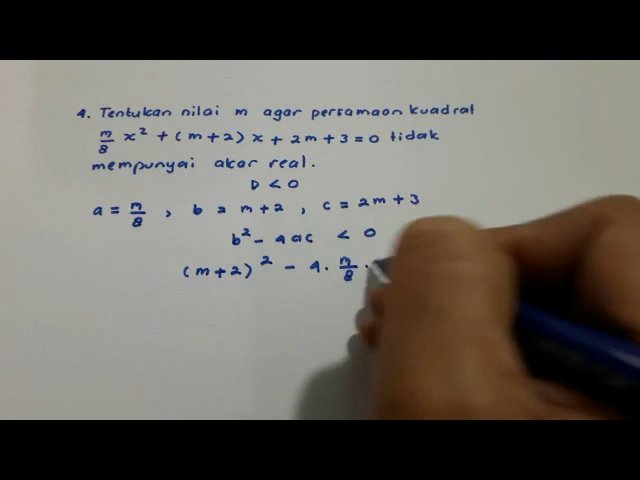 4. Tentukan nilai m agar persamaan kuadrat
m/8 x² + (m+2) x + 2m + 3 = 0 tidak
mempunyai akar real.
D < 0
a = m/8 , b = m+2 , c = 2m + 3
b² - 4ac < 0
(m+2)² - 4 . m/8 .